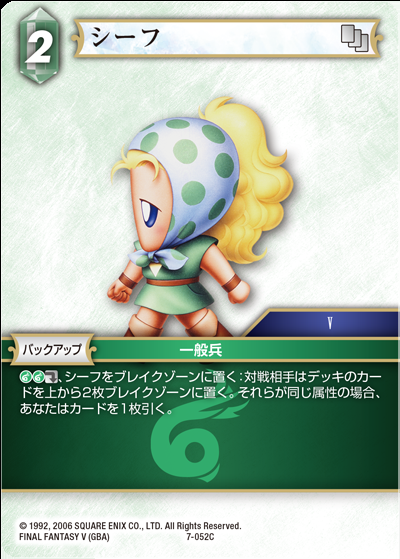 2
シーフ
V
バックアップ
一般兵
、シーフをブレイクゾーンに置く：対戦相手はデッキのカー
ドを上から2枚ブレイクゾーンに置く。それらが同じ属性の場合、
あなたはカードを1枚引く。
© 1992, 2006 SQUARE ENIX CO., LTD. All Rights Reserved.
FINAL FANTASY V (GBA) 7-052C